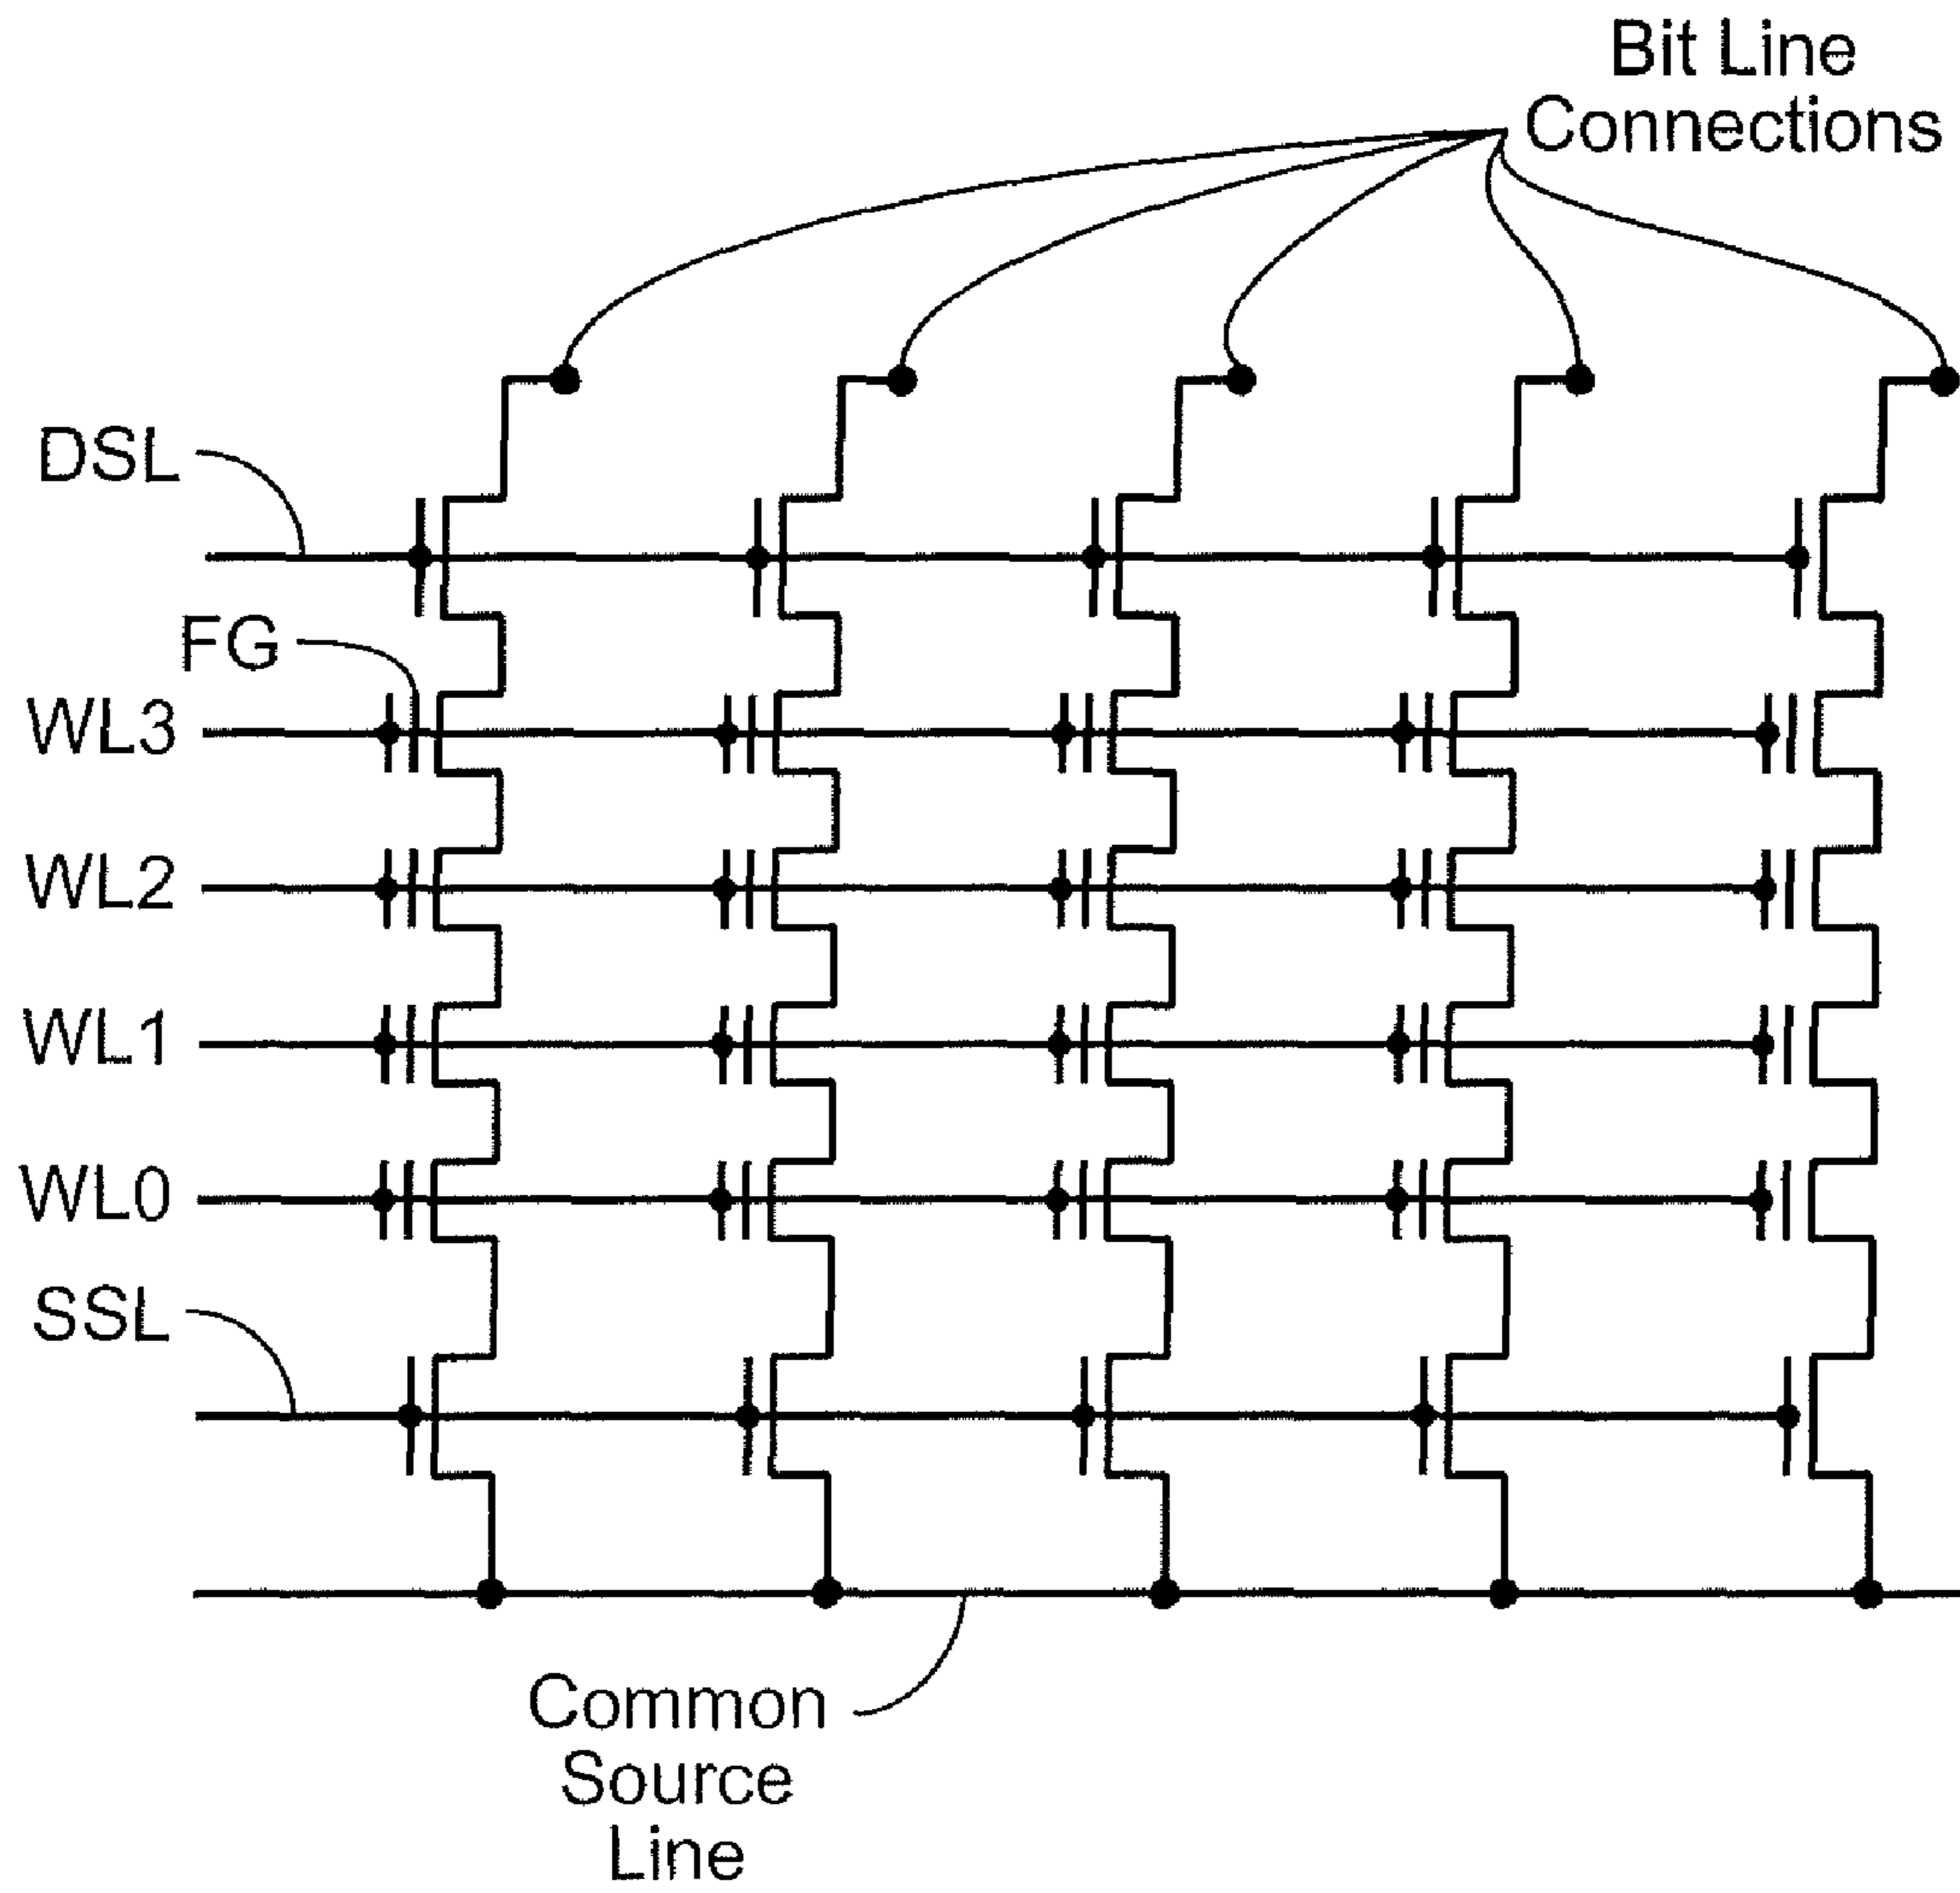 Bit Line
Connections
DSL
FG
WL3
WL2
WL1
WL0
SSL
Common
Source
Line